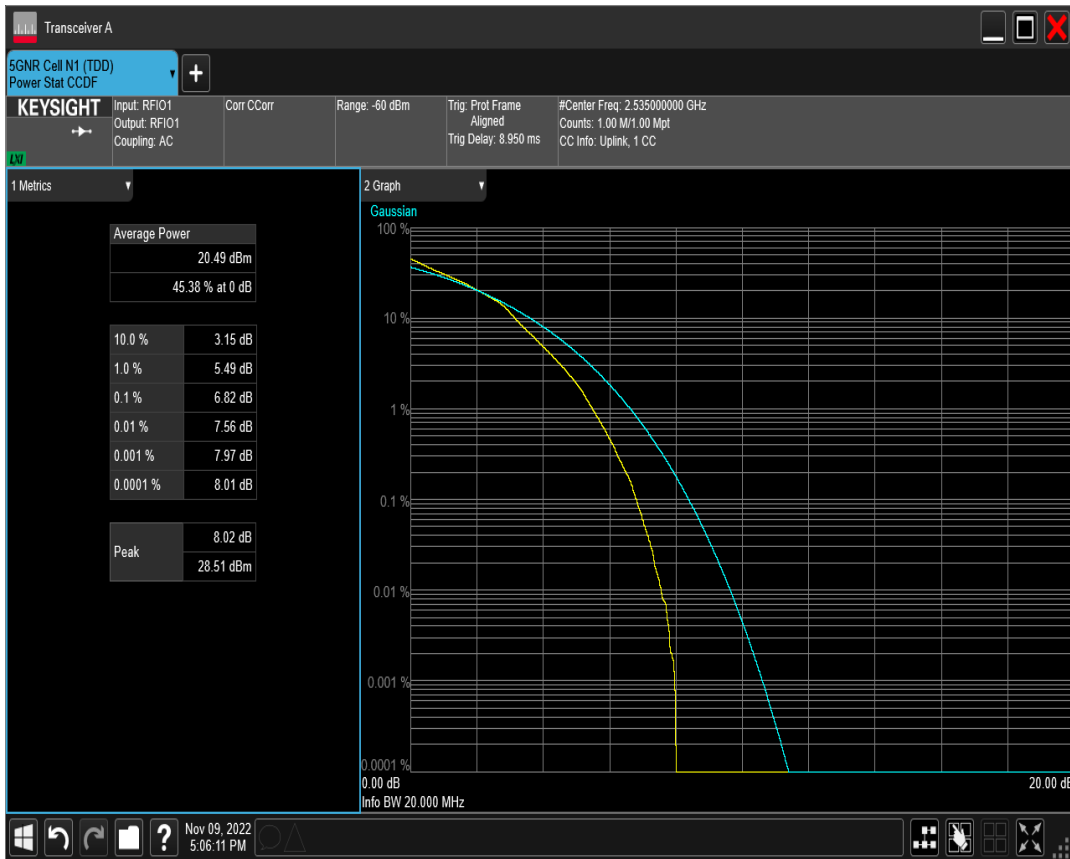 Transceiver A
5GNR Cell N1 (TDD)
Power Stat CCDF
+
KEYSIGHT
LXI
Input: RFIO1
Output: RFIO1
Coupling: AC
Corr CCorr
Range: -60 dBm
Trig: Prot Frame
Aligned
Trig Delay: 8.950 ms
#Center Freq: 2.535000000 GHz
Counts: 1.00 M/1.00 Mpt
CC Info: Uplink, 1 CC
1 Metrics
Average Power
20.49 dBm
45.38 % at 0 dB
10.0 % 3.15 dB
1.0 % 5.49 dB
0.1 % 6.82 dB
0.01 % 7.56 dB
0.001 % 7.97 dB
0.0001 % 8.01 dB
Peak
8.02 dB
28.51 dBm
2 Graph
Gaussian
100 %
10 %
1 %
0.1 %
0.01 %
0.001 %
0.0001 %
0.00 dB 20.00 dB
Info BW 20.000 MHz
?
Nov 09, 2022
5:06:11 PM